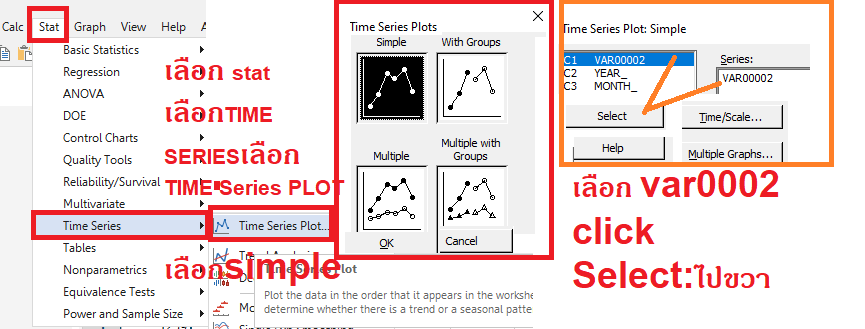 Calc Stat Graph View Help
Basic Statistics
Regression
ANOVA
DOE
Control Charts
Quality Tools
Reliability/Survival
Multivariate
Time Series
Tables
Nonparametrics
Equivalence Tests
Power and Sample Size
เลือก stat
เลือกTIME
SERIESเลือก
TIME Series PLOT
Time Series Plot...
เลือกsimple
Time Series Plot
Plot the data in the order that it appears in the workshe
determine whether there is a trend or a seasonal patte
Time Series Plots
Simple With Groups
Multiple Multiple with
Groups
OK Cancel
Time Series Plot: Simple
C1 VAR00002
C2 YEAR_
C3 MONTH_
Series:
VAR00002
Select Time/Scale...
Help Multiple Graphs...
เลือก var0002
click
Select:ไปขวา